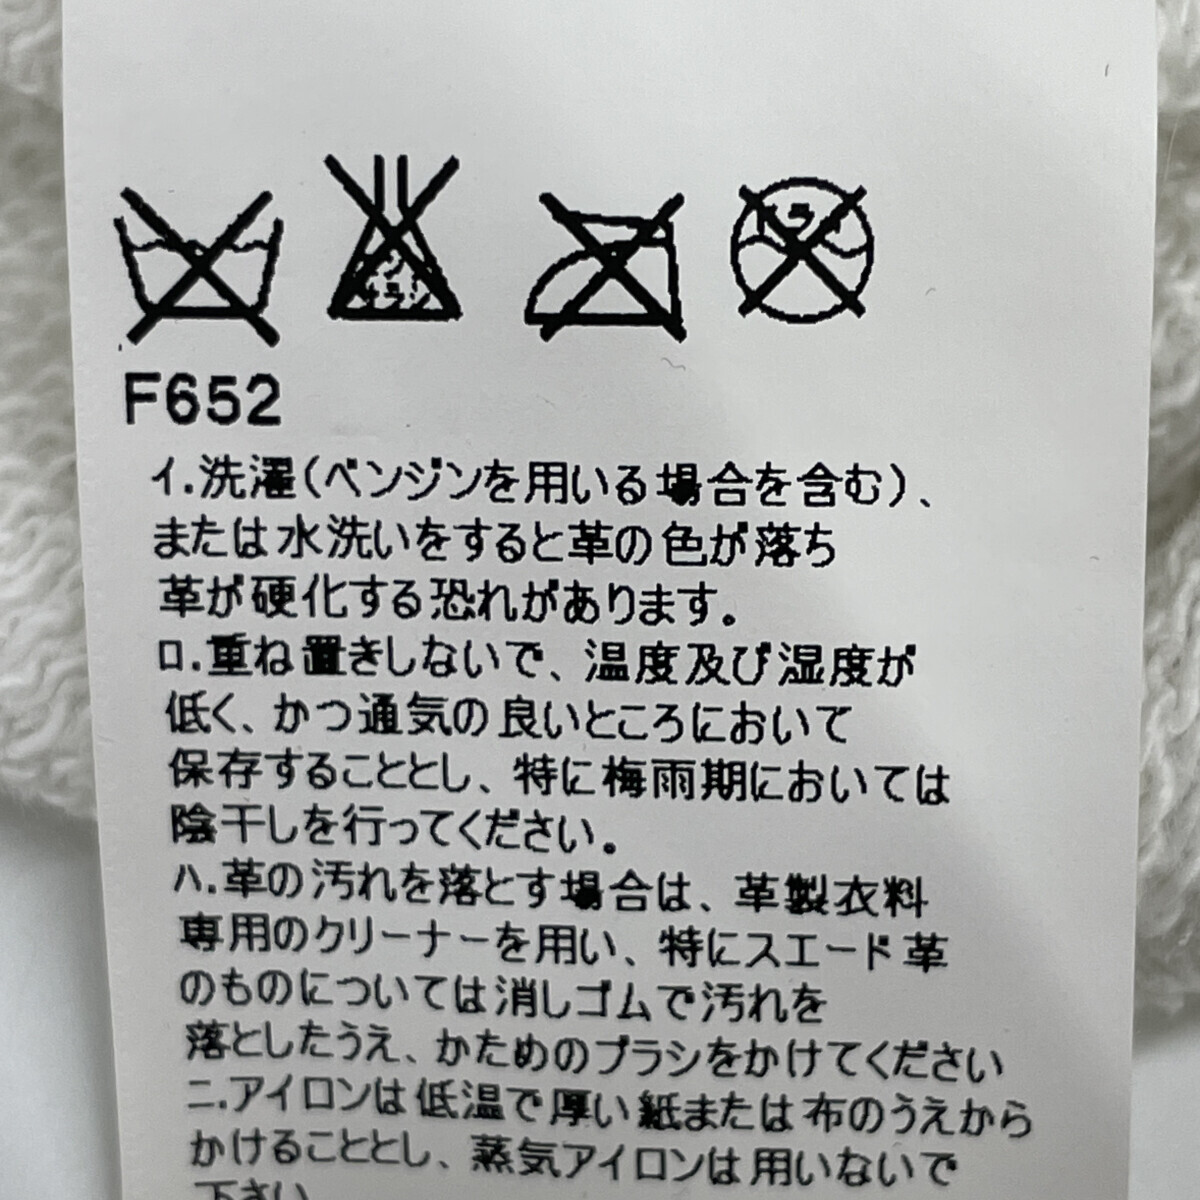 F652
イ.洗濯(ベンジンを用いる場合を含む)、
または水洗いをすると革の色が落ち
革が硬化する恐れがあります。
ロ.重ね置きしないで、温度及び湿度が
低く、かつ通気の良いところにおいて
保存することとし、特に梅雨期においては
陰干しを行ってください。
ハ.革の汚れを落とす場合は、革製衣料
専用のクリーナーを用い、特にスエード革
のものについては消しゴムで汚れを
落としたうえ、かためのブラシをかけてください
ニ.アイロンは低温で厚い紙または布のうえから
かけることとし、蒸気アイロンは用いないで
下さい